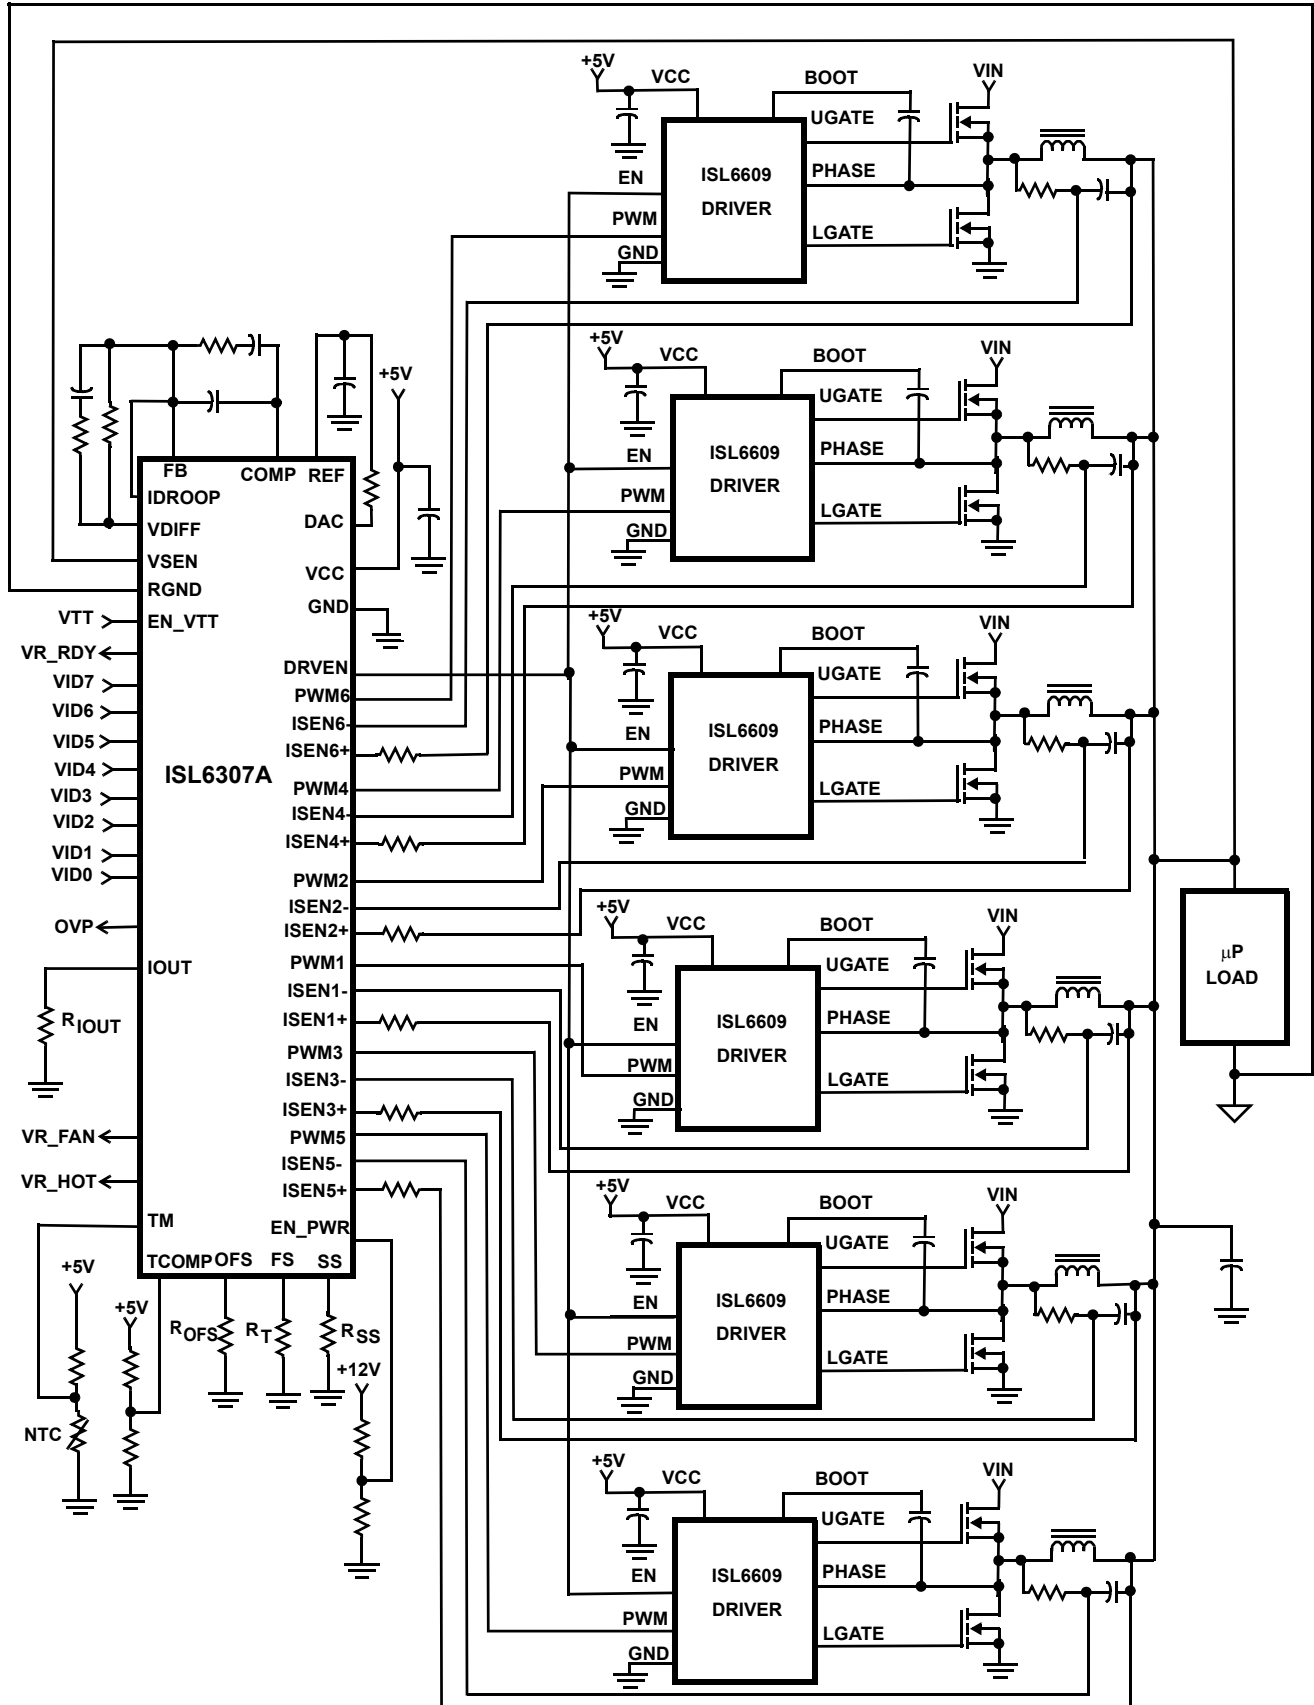 +5V
VCC
BOOT
VIN
UGATE
EN
ISL6609
DRIVER
PHASE
PWM
LGATE
GND
+5V
VCC
BOOT
VIN
UGATE
EN
ISL6609
DRIVER
PHASE
PWM
LGATE
GND
+5V
VCC
BOOT
VIN
UGATE
EN
ISL6609
DRIVER
PHASE
PWM
LGATE
GND
+5V
VCC
BOOT
VIN
UGATE
EN
ISL6609
DRIVER
PHASE
PWM
LGATE
GND
+5V
VCC
BOOT
VIN
UGATE
EN
ISL6609
DRIVER
PHASE
PWM
LGATE
GND
+5V
VCC
BOOT
VIN
UGATE
EN
ISL6609
DRIVER
PHASE
PWM
LGATE
GND
+5V
FB
COMP
REF
IDROOP
VDIFF
DAC
VSEN
VCC
RGND
GND
VTT
EN_VTT
VR_RDY
DRVEN
VID7
PWM6
VID6
ISEN6-
VID5
ISEN6+
VID4
ISL6307A
PWM4
VID3
ISEN4-
VID2
ISEN4+
VID1
VID0
PWM2
ISEN2-
OVP
ISEN2+
IOUT
PWM1
ISEN1-
RIOUT
ISEN1+
PWM3
ISEN3-
ISEN3+
VR_FAN
PWM5
ISEN5-
VR_HOT
ISEN5+
TM
EN_PWR
TCOMP
OFS
FS
SS
+5V
+5V
ROFS
RT
RSS
+12V
NTC
µP
LOAD